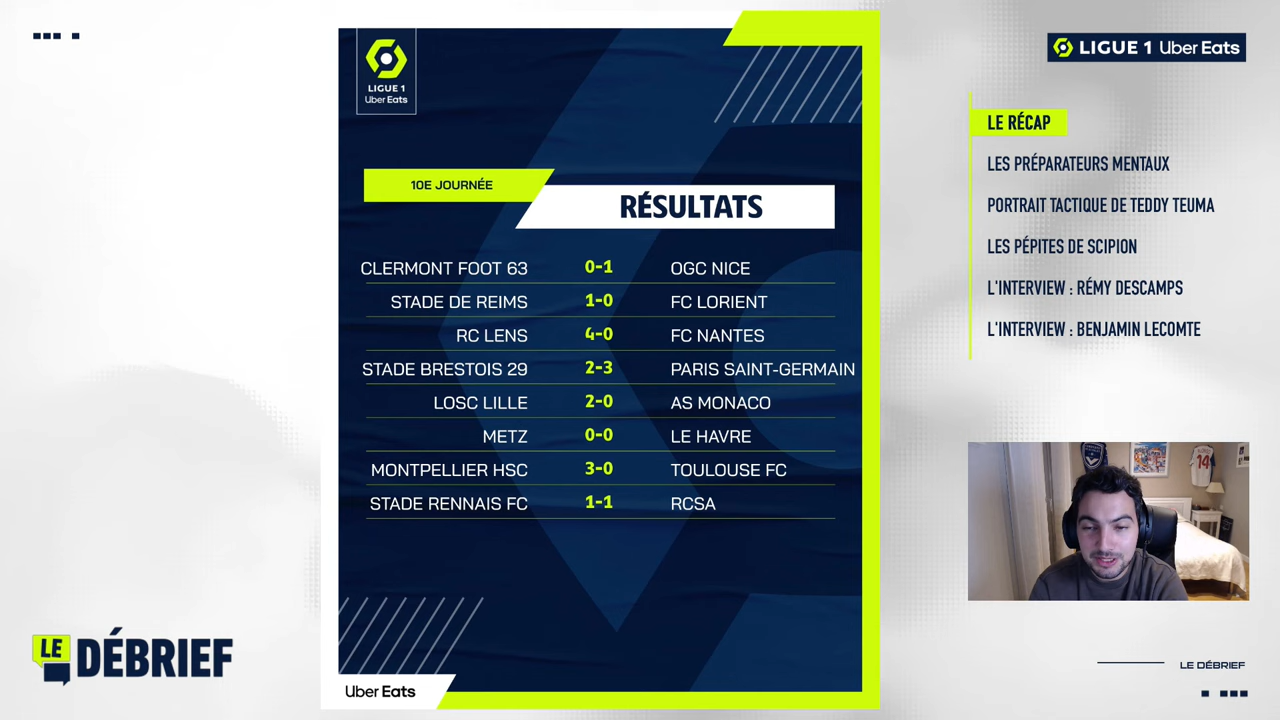 LIGUE 1
Uber Eats
10E JOURNÉE
RÉSULTATS
CLERMONT FOOT 63 0-1 OGC NICE
STADE DE REIMS 1-0 FC LORIENT
RC LENS 4-0 FC NANTES
STADE BRESTOIS 29 2-3 PARIS SAINT-GERMAIN
LOSC LILLE 2-0 AS MONACO
METZ 0-0 LE HAVRE
MONTPELLIER HSC 3-0 TOULOUSE FC
STADE RENNAIS FC 1-1 RCSA
Uber Eats
LE DÉBRIEF
LIGUE 1 Uber Eats
LE RÉCAP
LES PRÉPARATEURS MENTAUX
PORTRAIT TACTIQUE DE TEDDY TEUMA
LES PÉPITES DE SCIPION
L'INTERVIEW : RÉMY DESCAMPS
L'INTERVIEW : BENJAMIN LECOMTE
14
LE DÉBRIEF